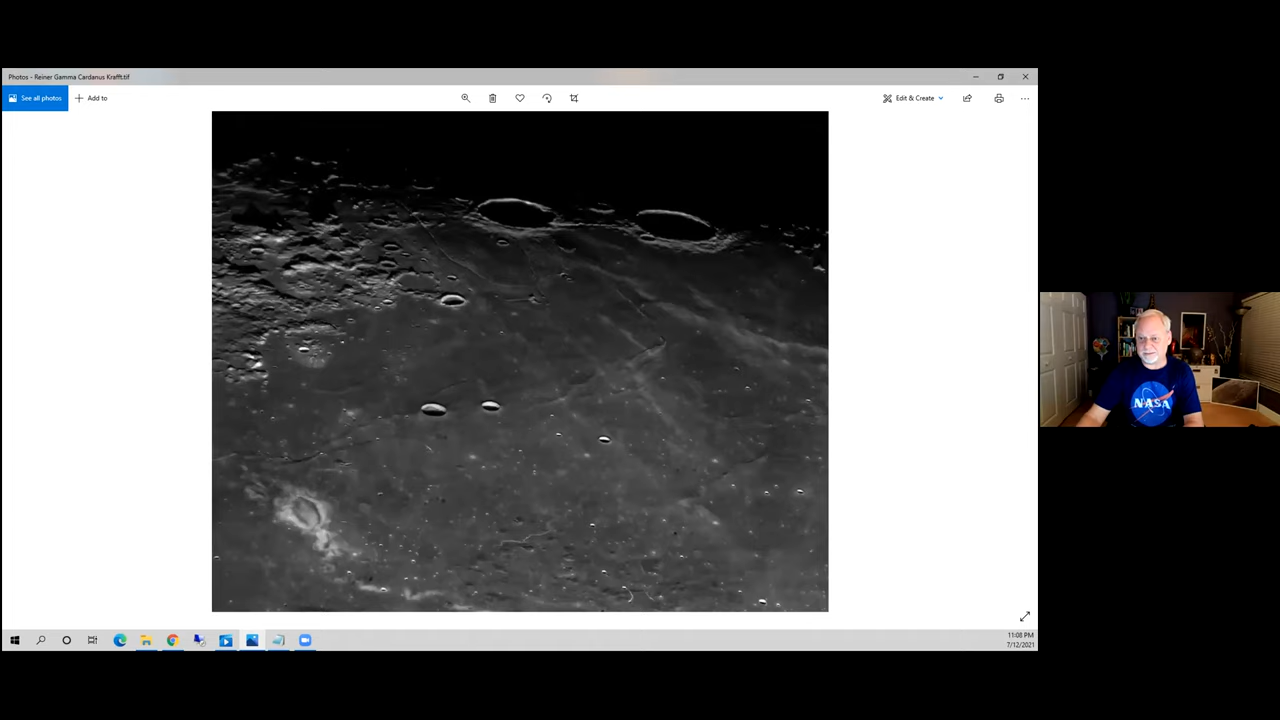 Photos - Reiner Gamma Cardanus Krafft.tif
See all photos
Add to
Edit & Create
NASA
11:08 PM
7/12/2021